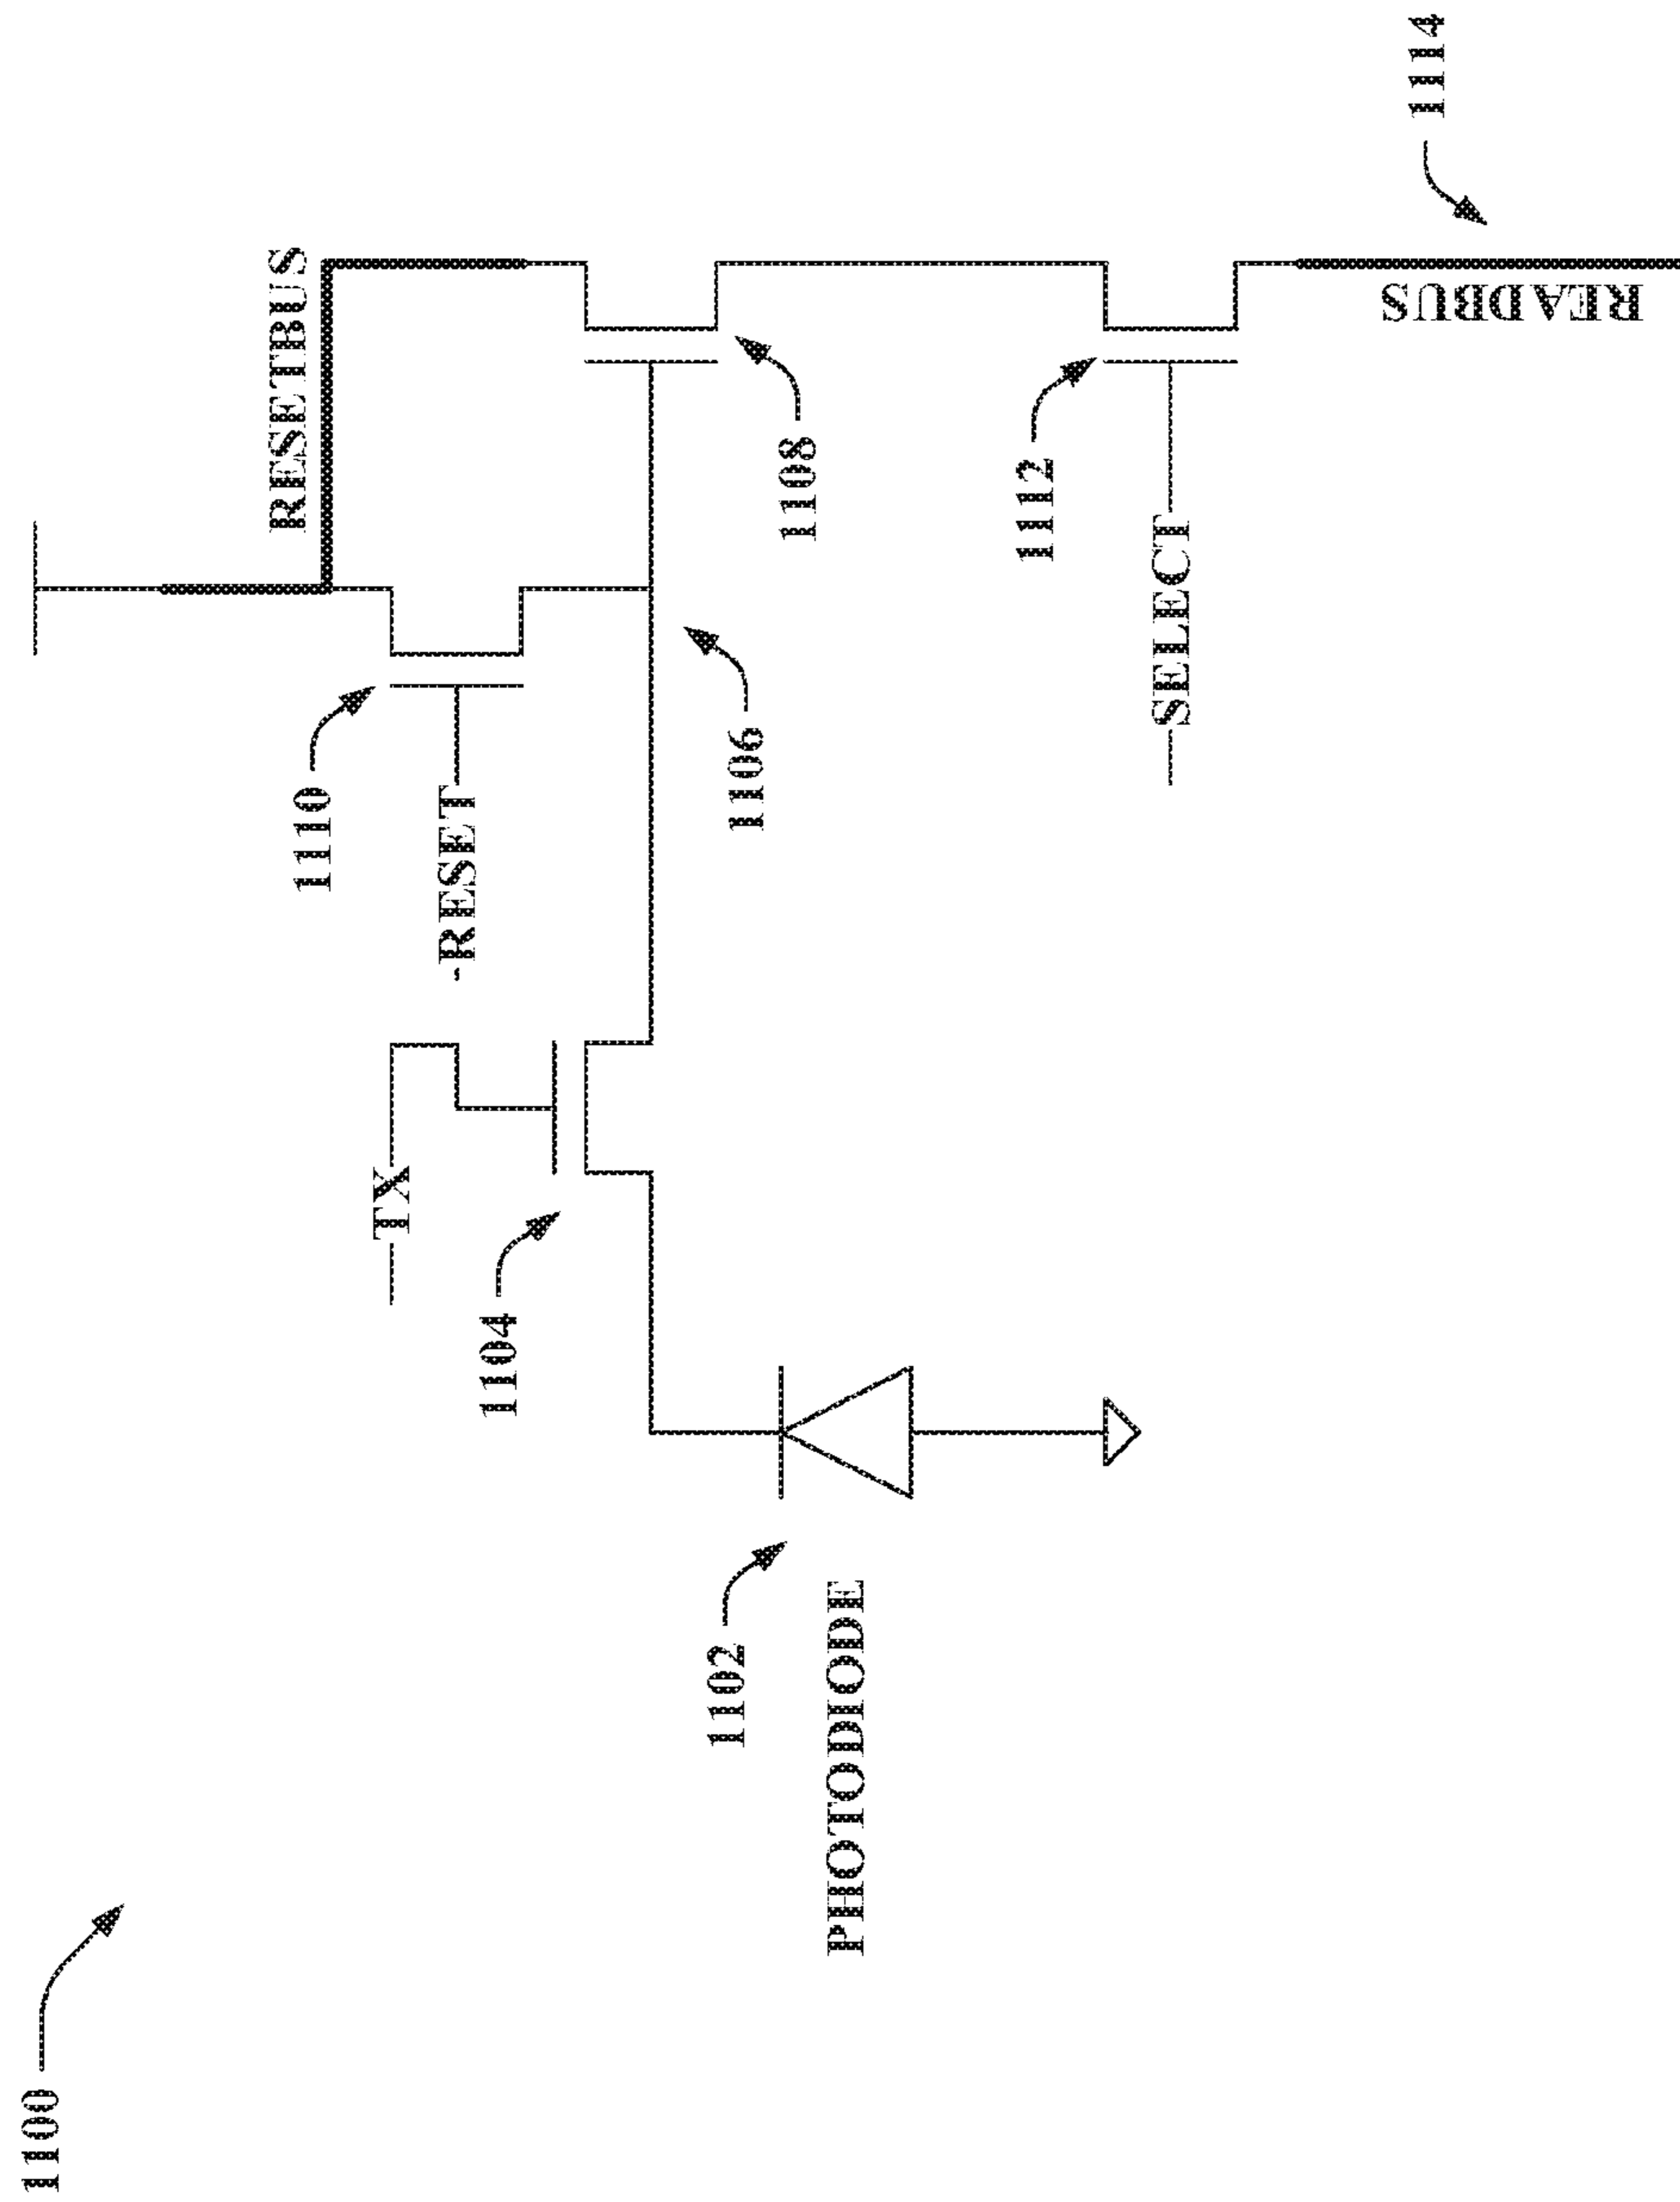 1100
1102
PHOTODIODE
1104
TX
1110
RESET
1106
RESETBUS
1108
1112
SELECT
1114
READBUS